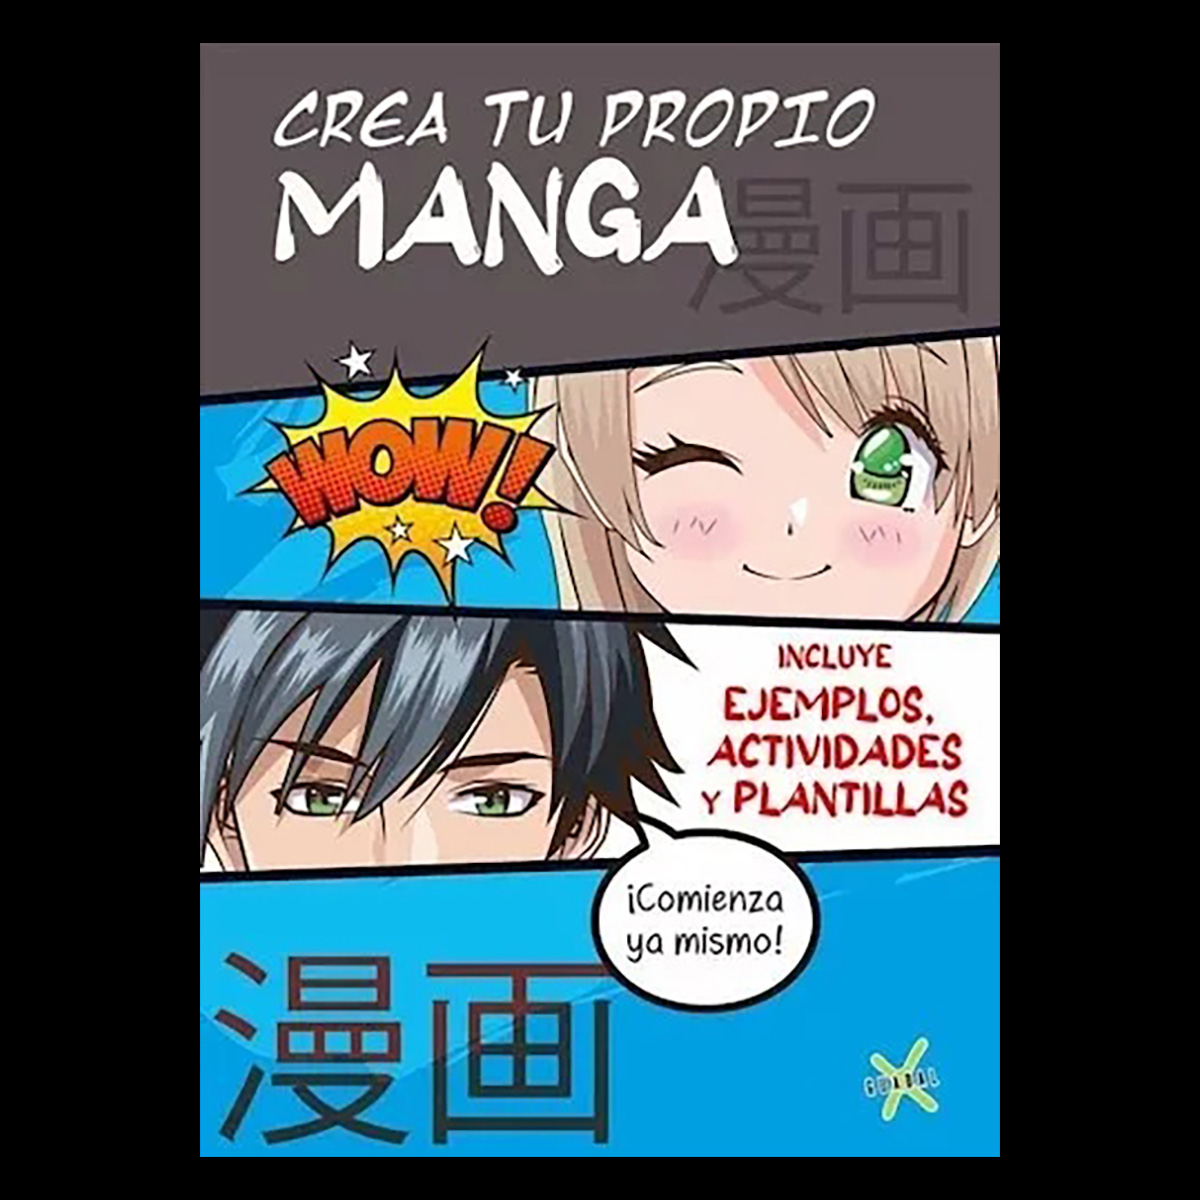 CREA TU PROPIO
MANGA
漫画
WOW!
INCLUYE
EJEMPLOS,
ACTIVIDADES
Y PLANTILLAS
¡Comienza
ya mismo!
漫画